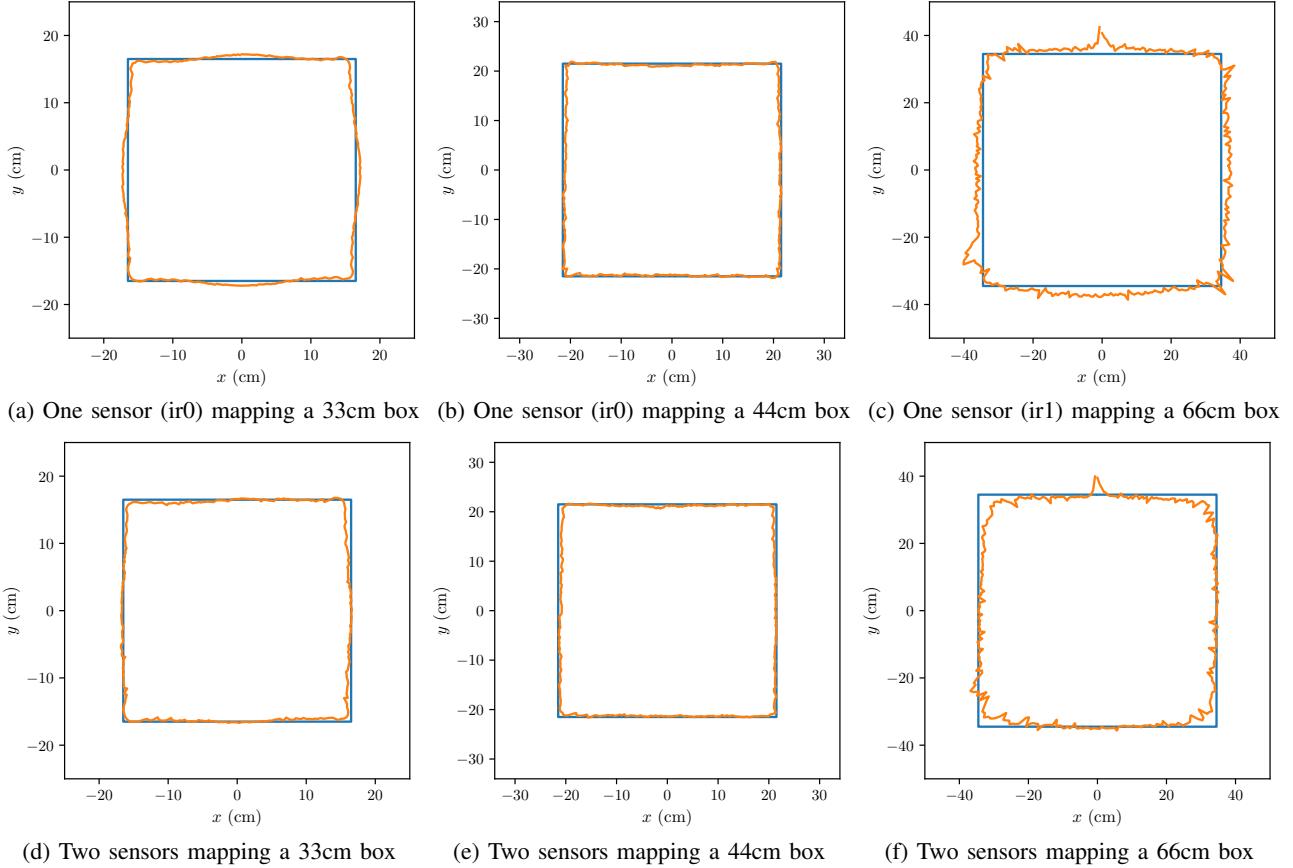 20
10
0
−10
−20
y (cm)
−20 −10 0 10 20
x (cm)
30
20
10
0
−10
−20
−30
y (cm)
−30 −20 −10 0 10 20 30
x (cm)
40
20
0
−20
−40
y (cm)
−40 −20 0 20 40
x (cm)
(a) One sensor (ir0) mapping a 33cm box
(b) One sensor (ir0) mapping a 44cm box
(c) One sensor (ir1) mapping a 66cm box
20
10
0
−10
−20
y (cm)
−20 −10 0 10 20
x (cm)
30
20
10
0
−10
−20
−30
y (cm)
−30 −20 −10 0 10 20 30
x (cm)
40
20
0
−20
−40
y (cm)
−40 −20 0 20 40
x (cm)
(d) Two sensors mapping a 33cm box
(e) Two sensors mapping a 44cm box
(f) Two sensors mapping a 66cm box